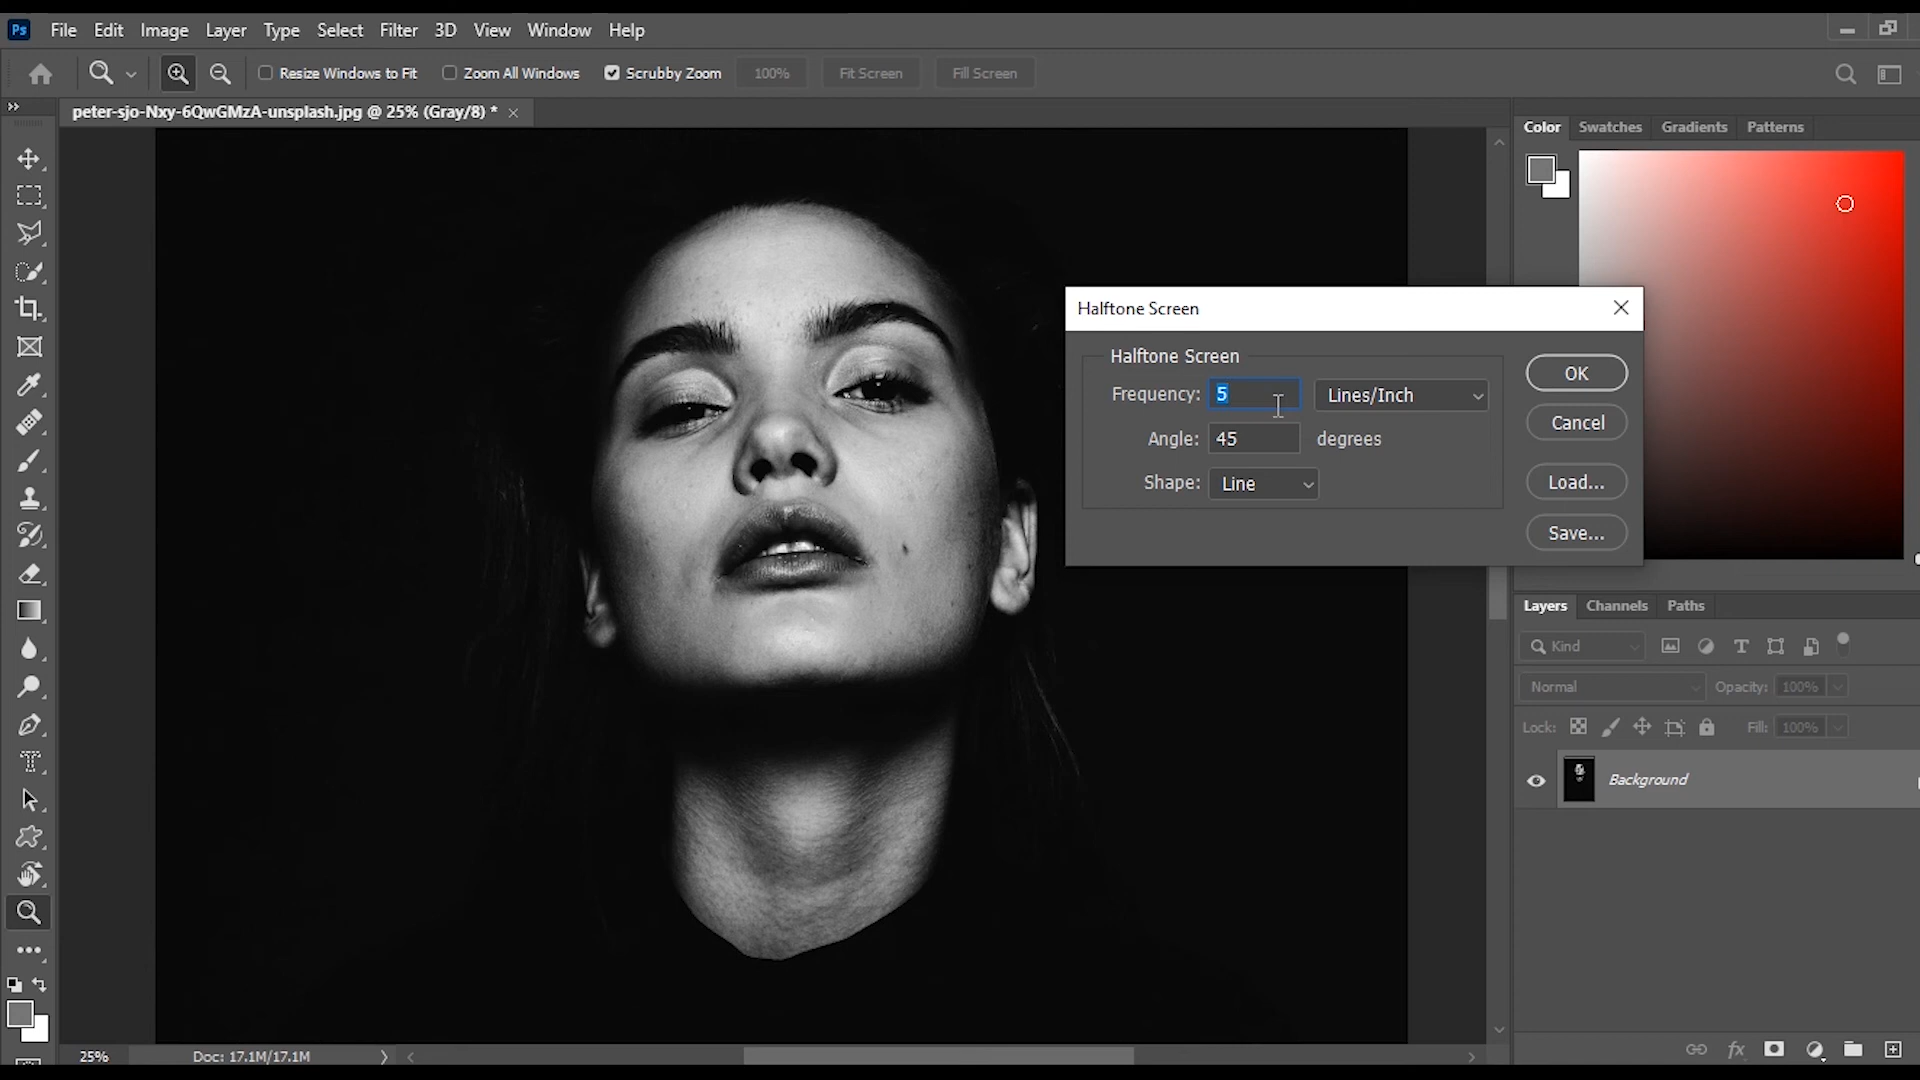 Ps File Edit Image Layer Type Select Filter 3D View Window Help
Resize Windows to Fit Zoom All Windows Scrubby Zoom 100% Fit Screen Fill Screen
peter-sjo-Nxy-6QwGMzA-unsplash.jpg @ 25% (Gray/8) *
Color Swatches Gradients Patterns
Halftone Screen
Halftone Screen
Frequency: 5 Lines/Inch
Angle: 45 degrees
Shape: Line
OK
Cancel
Load...
Save...
Layers Channels Paths
Kind
Normal Opacity: 100%
Lock: Fill: 100%
Background
fx
25% Doc: 17.1M/17.1M